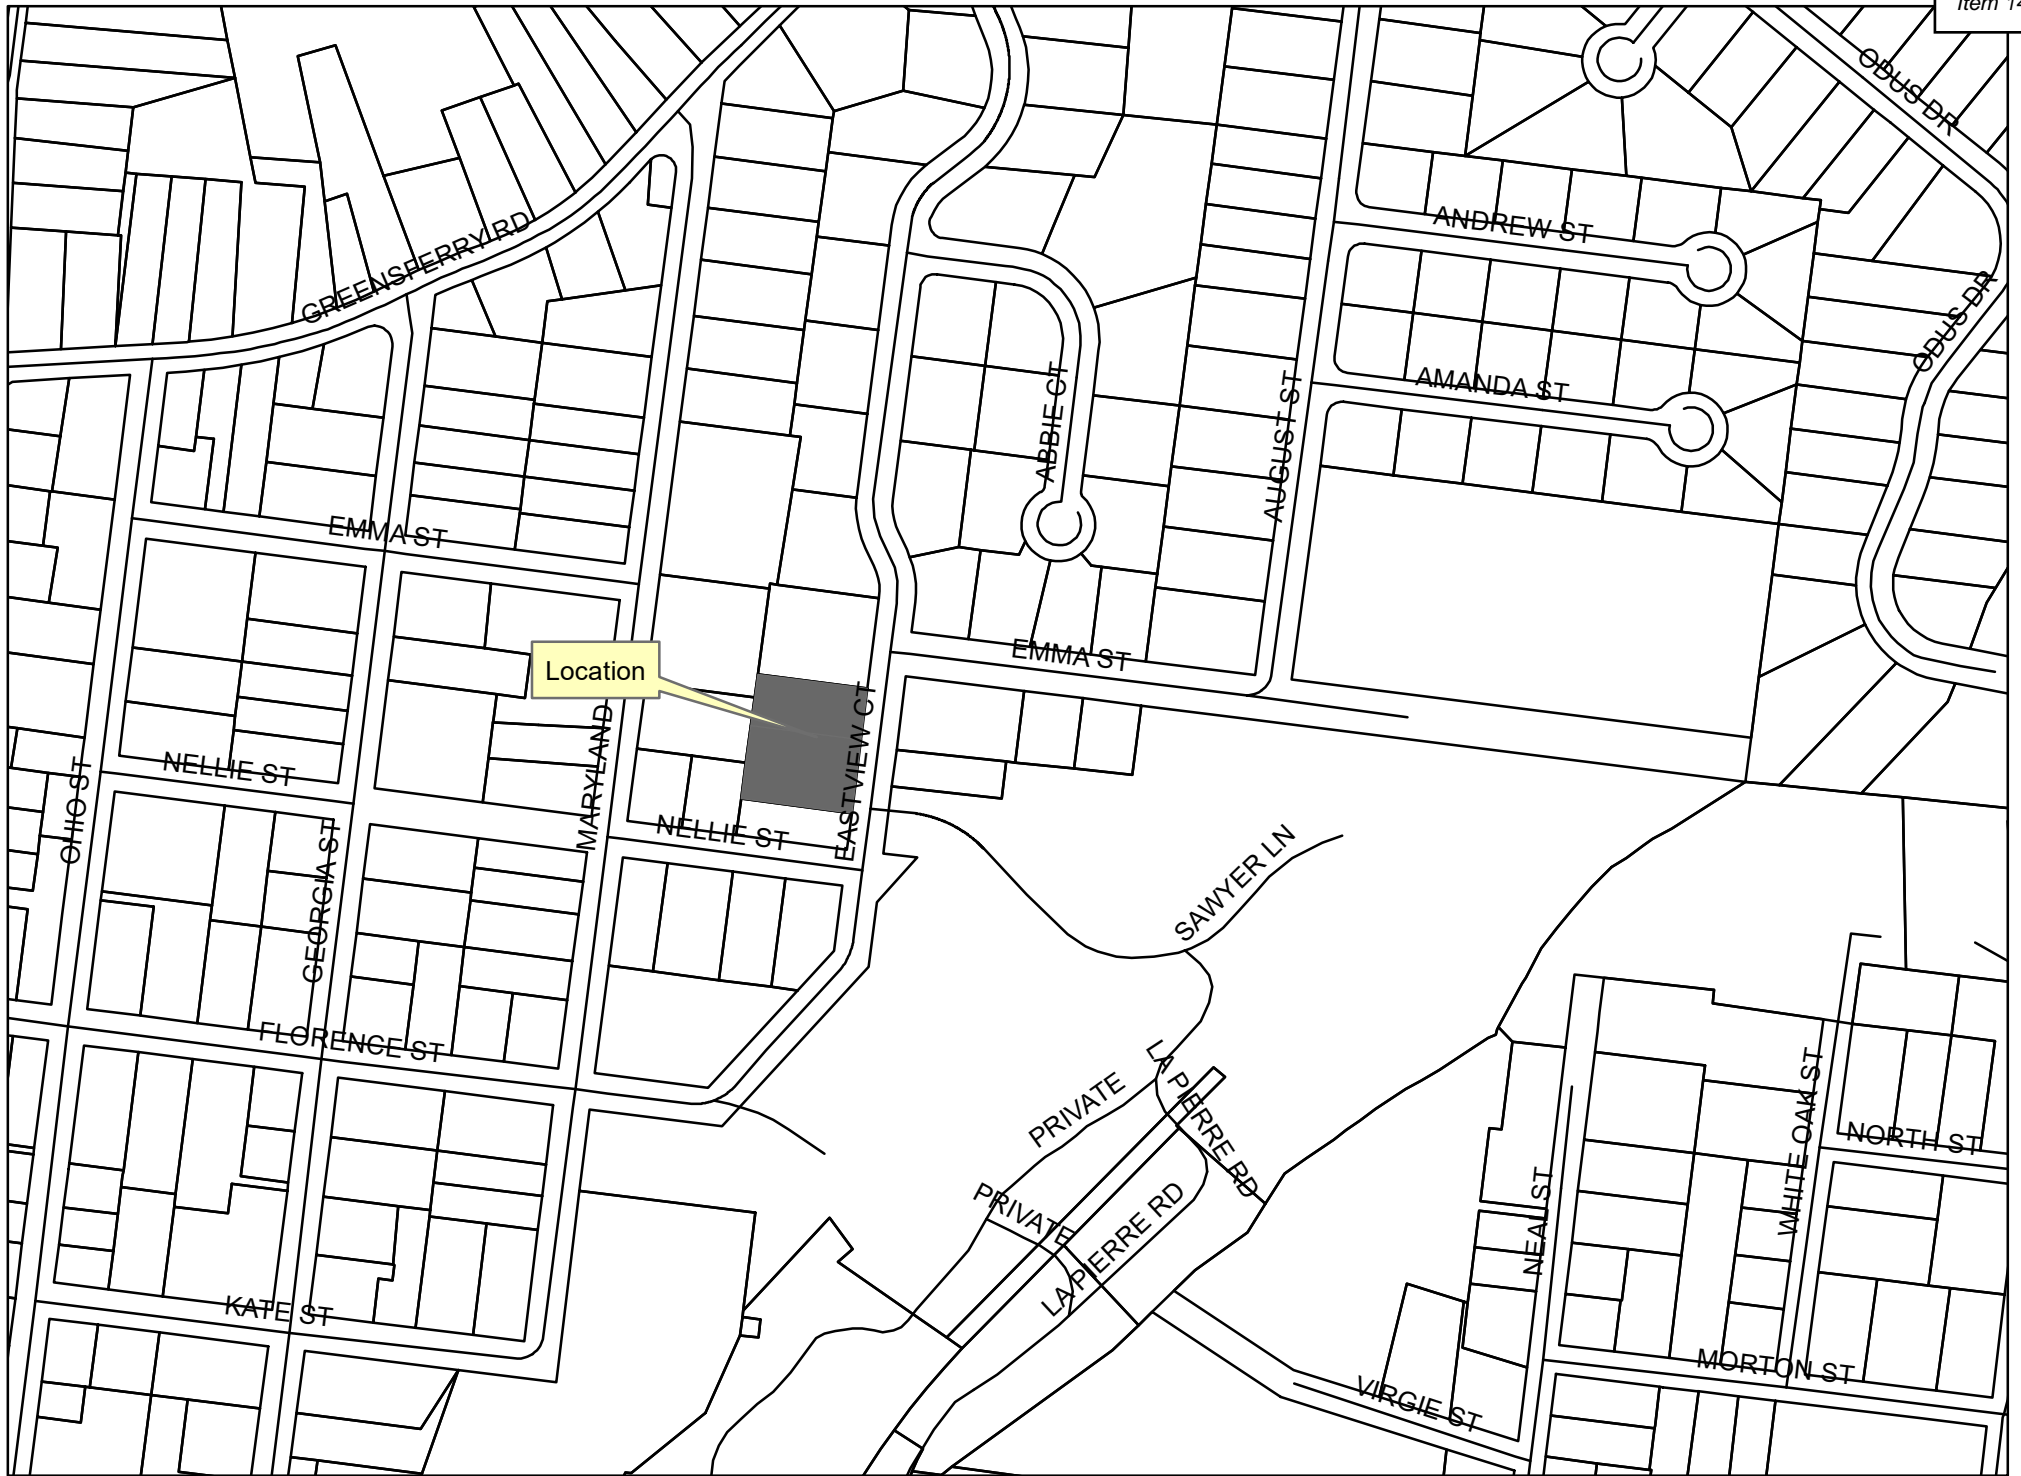 Item 14
ODUS DR
ANDREW ST
GREENSFERRY RD
ODUS DR
AMANDA ST
ABBIE CT
AUGUST ST
EMMA ST
EMMA ST
Location
EASTVIEW CT
MARYLAND
NELLIE ST
OHIO ST
NELLIE ST
GEORGIA ST
SAWYER LN
FLORENCE ST
LA PIERRE RD
PRIVATE
WHITE OAK ST
NORTH ST
NEAL ST
PRIVATE
LA PIERRE RD
KATE ST
MORTON ST
VIRGIE ST